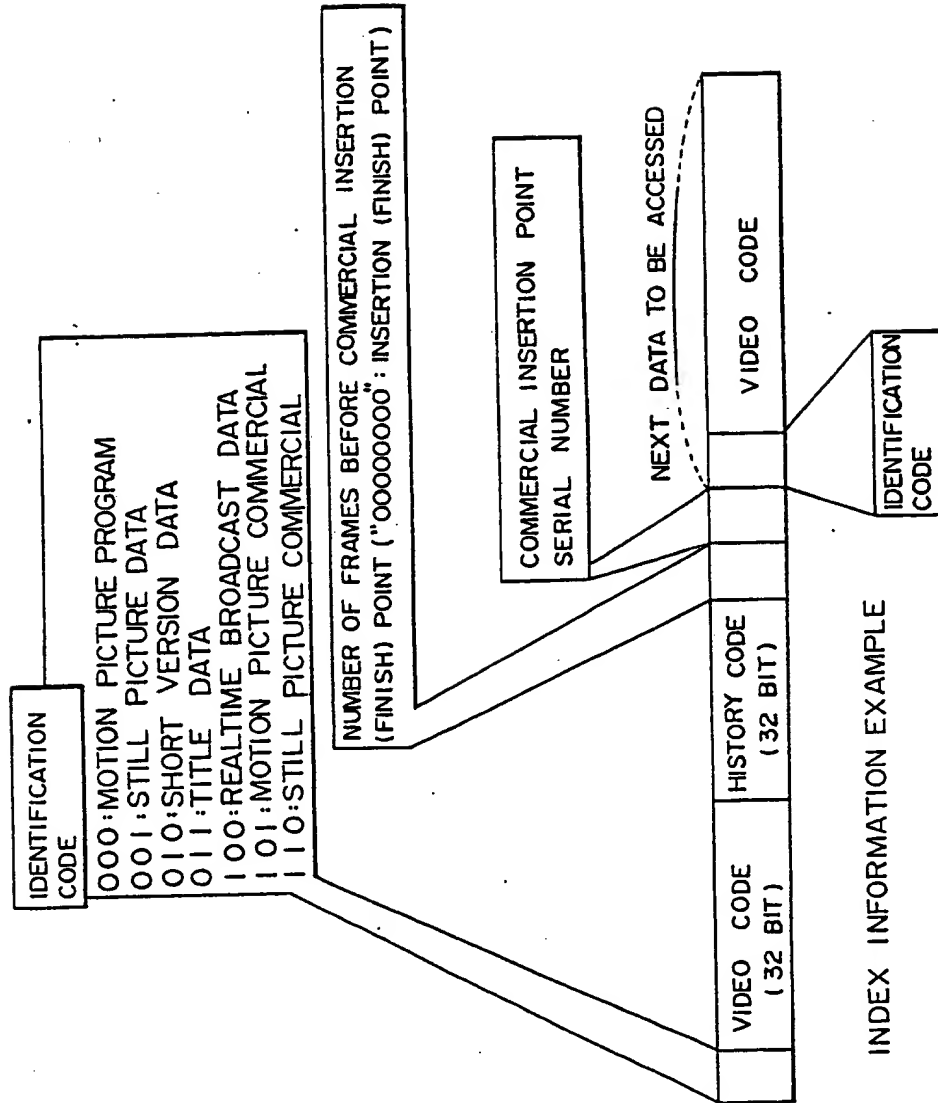 IDENTIFICATION
CODE
000:MOTION PICTURE PROGRAM
001:STILL PICTURE DATA
010:SHORT VERSION DATA
011:TITLE DATA
100:REALTIME BROADCAST DATA
101:MOTION PICTURE COMMERCIAL
110:STILL PICTURE COMMERCIAL
NUMBER OF FRAMES BEFORE COMMERCIAL INSERTION
(FINISH) POINT ("0000000": INSERTION (FINISH) POINT)
COMMERCIAL INSERTION POINT
SERIAL NUMBER
NEXT DATA TO BE ACCESSED
VIDEO CODE
(32 BIT)
HISTORY CODE
(32 BIT)
VIDEO CODE
IDENTIFICATION
CODE
INDEX INFORMATION EXAMPLE